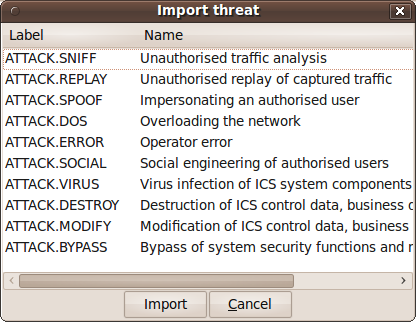 Import threat
Label Name
ATTACK.SNIFF Unauthorised traffic analysis
ATTACK.REPLAY Unauthorised replay of captured traffic
ATTACK.SPOOF Impersonating an authorised user
ATTACK.DOS Overloading the network
ATTACK.ERROR Operator error
ATTACK.SOCIAL Social engineering of authorised users
ATTACK.VIRUS Virus infection of ICS system components
ATTACK.DESTROY Destruction of ICS control data, business
ATTACK.MODIFY Modification of ICS control data, business
ATTACK.BYPASS Bypass of system security functions and
Import Cancel